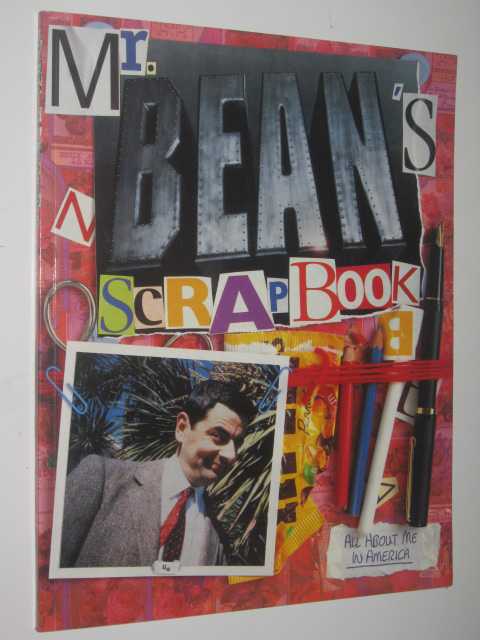 Mr.
BEAN'S
N
SCRAPBOOK
B
ALL ABOUT ME
IN AMERICA